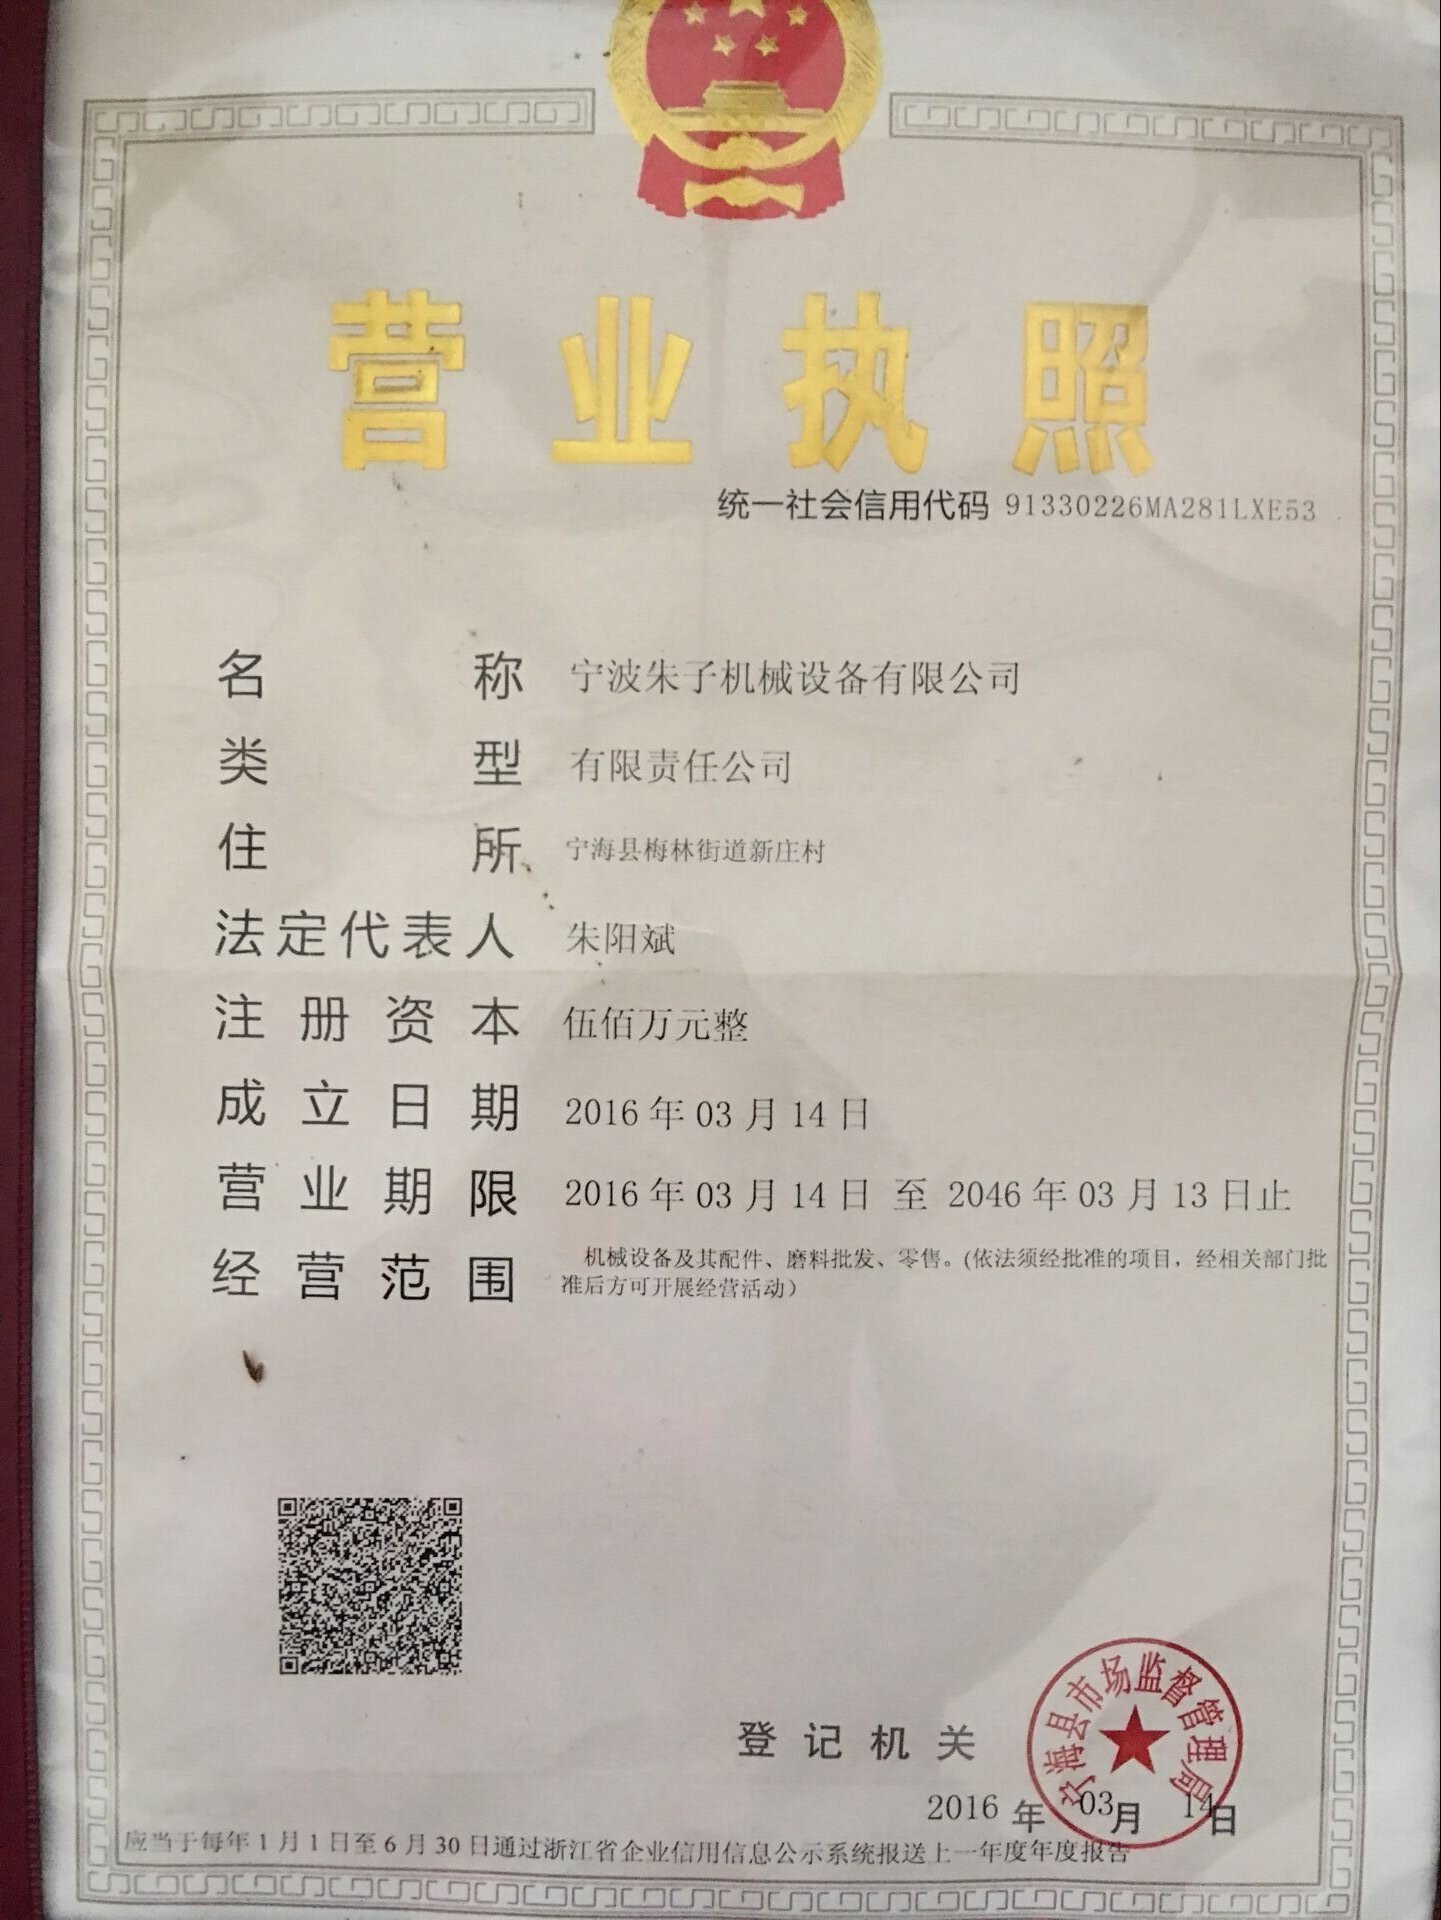 营业执照
统一社会信用代码 91330226MA281LXE53
名称 宁波朱子机械设备有限公司
类型 有限责任公司
住所 宁海县梅林街道新庄村
法定代表人 朱阳斌
注册资本 伍佰万元整
成立日期 2016年03月14日
营业期限 2016年03月14日至2046年03月13日止
经营范围 机械设备及其配件、磨料批发、零售。(依法须经批准的项目，经相关部门批
准后方可开展经营活动)
登记机关
宁海县市场监督管理局
2016年03月14日
应当于每年1月1日至6月30日通过浙江省企业信用信息公示系统报送上一年度年度报告